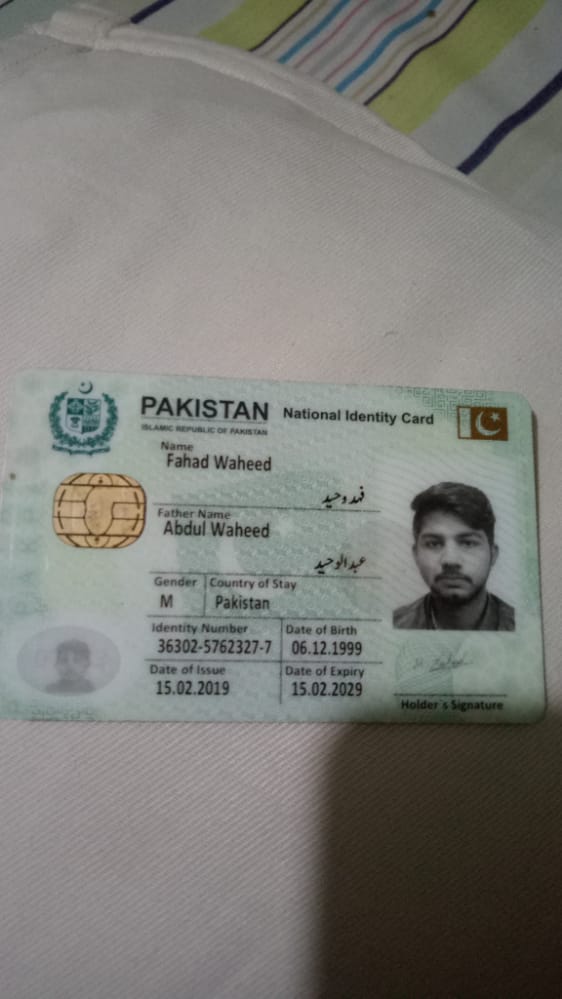 PAKISTAN National Identity Card
ISLAMIC REPUBLIC OF PAKISTAN
Name
Fahad Waheed
فہد وحید
Father Name
Abdul Waheed
عبدالوحید
Gender Country of Stay
M Pakistan
Identity Number Date of Birth
36302-5762327-7 06.12.1999
Date of Issue Date of Expiry
15.02.2019 15.02.2029
Holder`s Signature